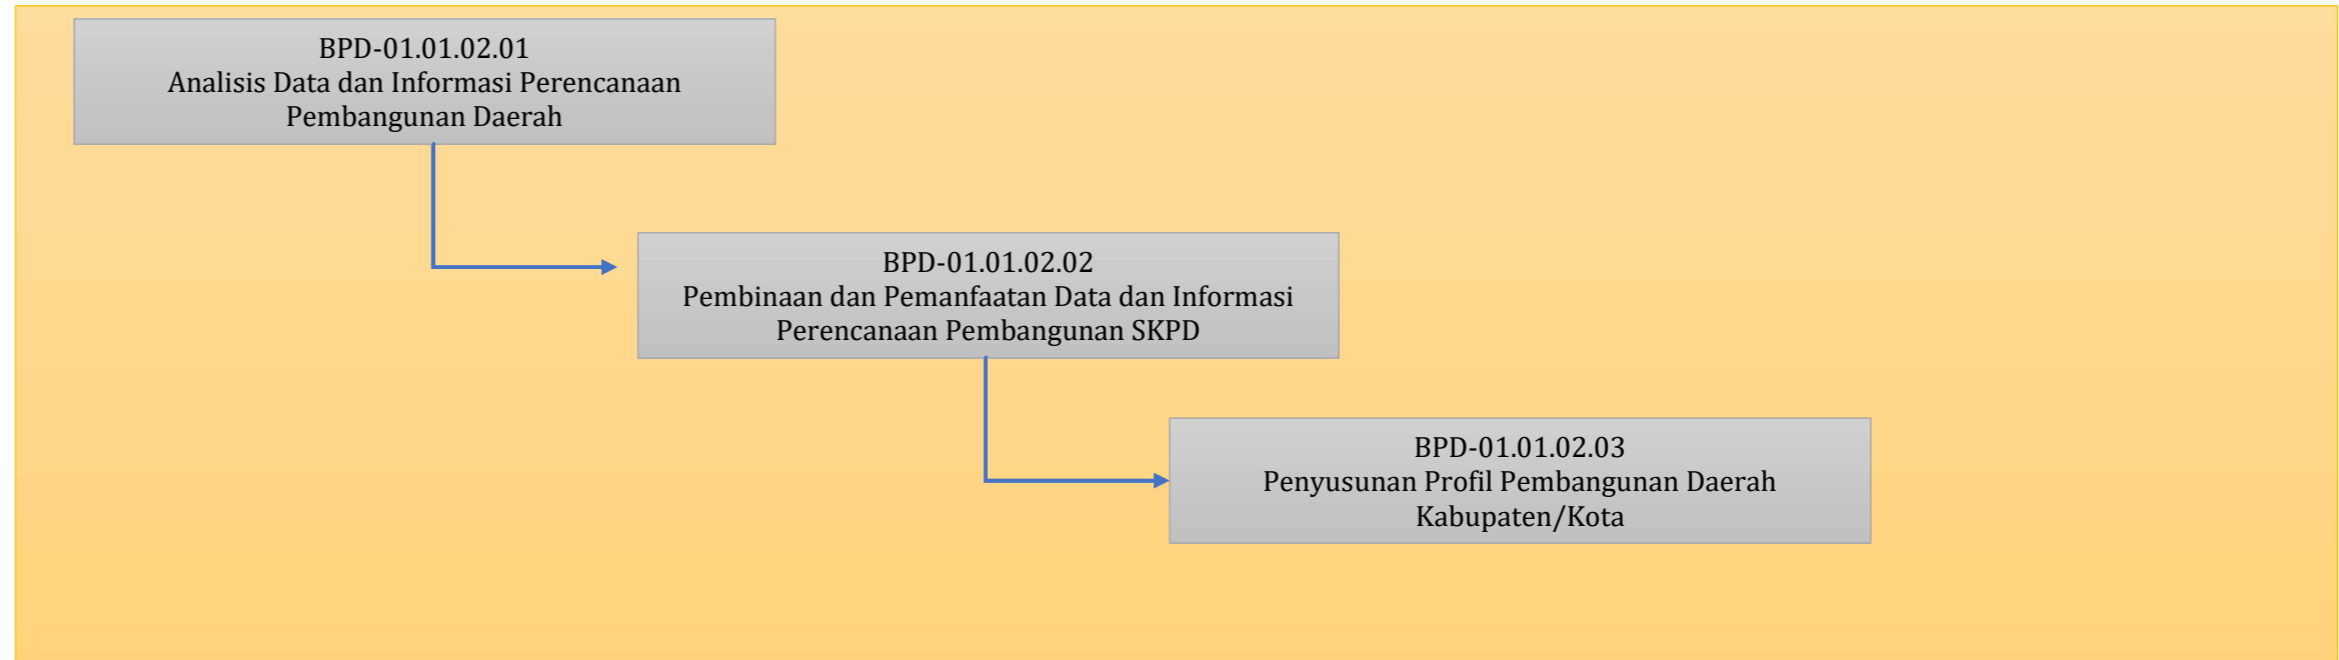 BPD-01.01.02.01
Analisis Data dan Informasi Perencanaan
Pembangunan Daerah
BPD-01.01.02.02
Pembinaan dan Pemanfaatan Data dan Informasi
Perencanaan Pembangunan SKPD
BPD-01.01.02.03
Penyusunan Profil Pembangunan Daerah
Kabupaten/Kota